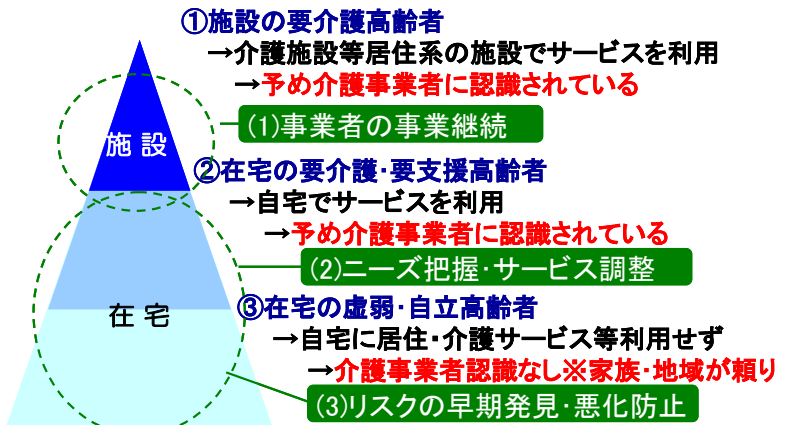 ①施設の要介護高齢者
→介護施設等居住系の施設でサービスを利用
→予め介護事業者に認識されている
(1)事業者の事業継続
施 設
②在宅の要介護・要支援高齢者
→自宅でサービスを利用
→予め介護事業者に認識されている
(2)ニーズ把握・サービス調整
在 宅
③在宅の虚弱・自立高齢者
→自宅に居住・介護サービス等利用せず
→介護事業者認識なし※家族・地域が頼り
(3)リスクの早期発見・悪化防止